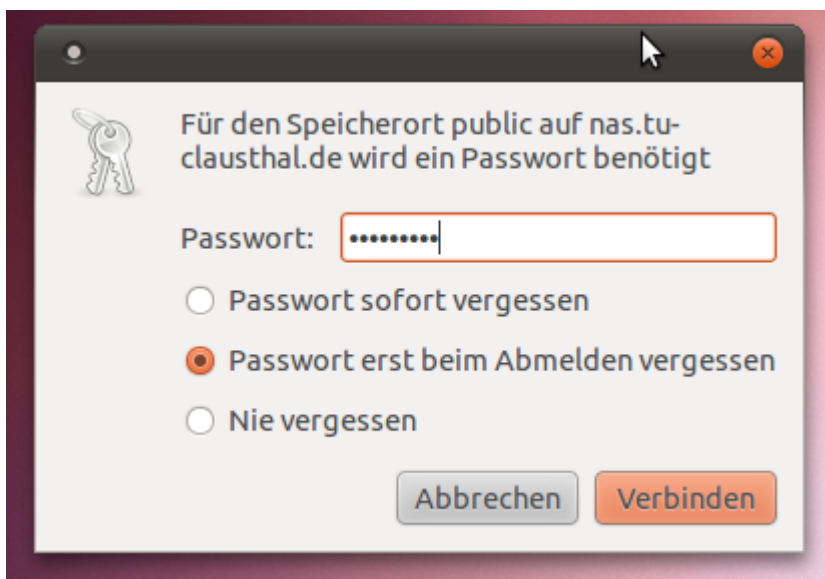 Für den Speicherort public auf nas.tu-
clausthal.de wird ein Passwort benötigt
Passwort: •••••••••
Passwort sofort vergessen
Passwort erst beim Abmelden vergessen
Nie vergessen
Abbrechen Verbinden